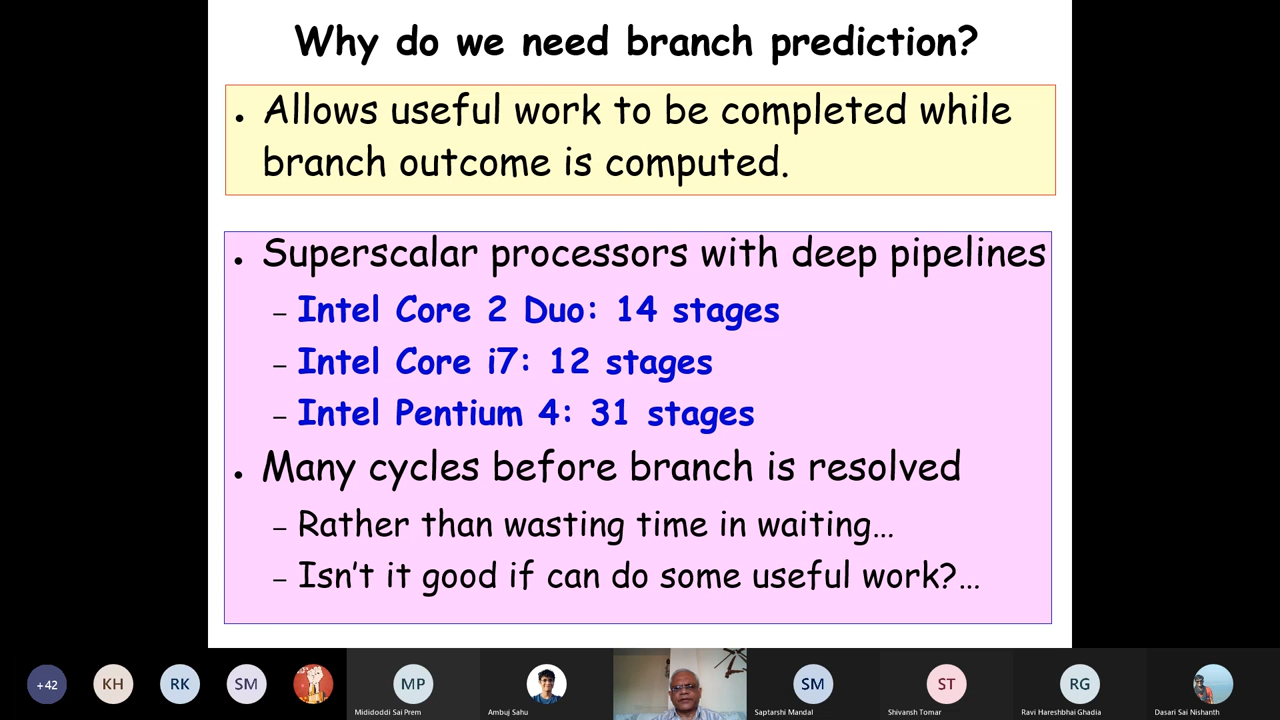 Why do we need branch prediction?
• Allows useful work to be completed while
branch outcome is computed.
• Superscalar processors with deep pipelines
– Intel Core 2 Duo: 14 stages
– Intel Core i7: 12 stages
– Intel Pentium 4: 31 stages
• Many cycles before branch is resolved
– Rather than wasting time in waiting…
– Isn't it good if can do some useful work?…
+42
KH
RK
SM
MP
SM
ST
RG
Mididoddi Sai Prem
Ambuj Sahu
Saptarshi Mandal
Shivansh Tomar
Ravi Hareshbhai Ghadia
Dasari Sai Nishanth